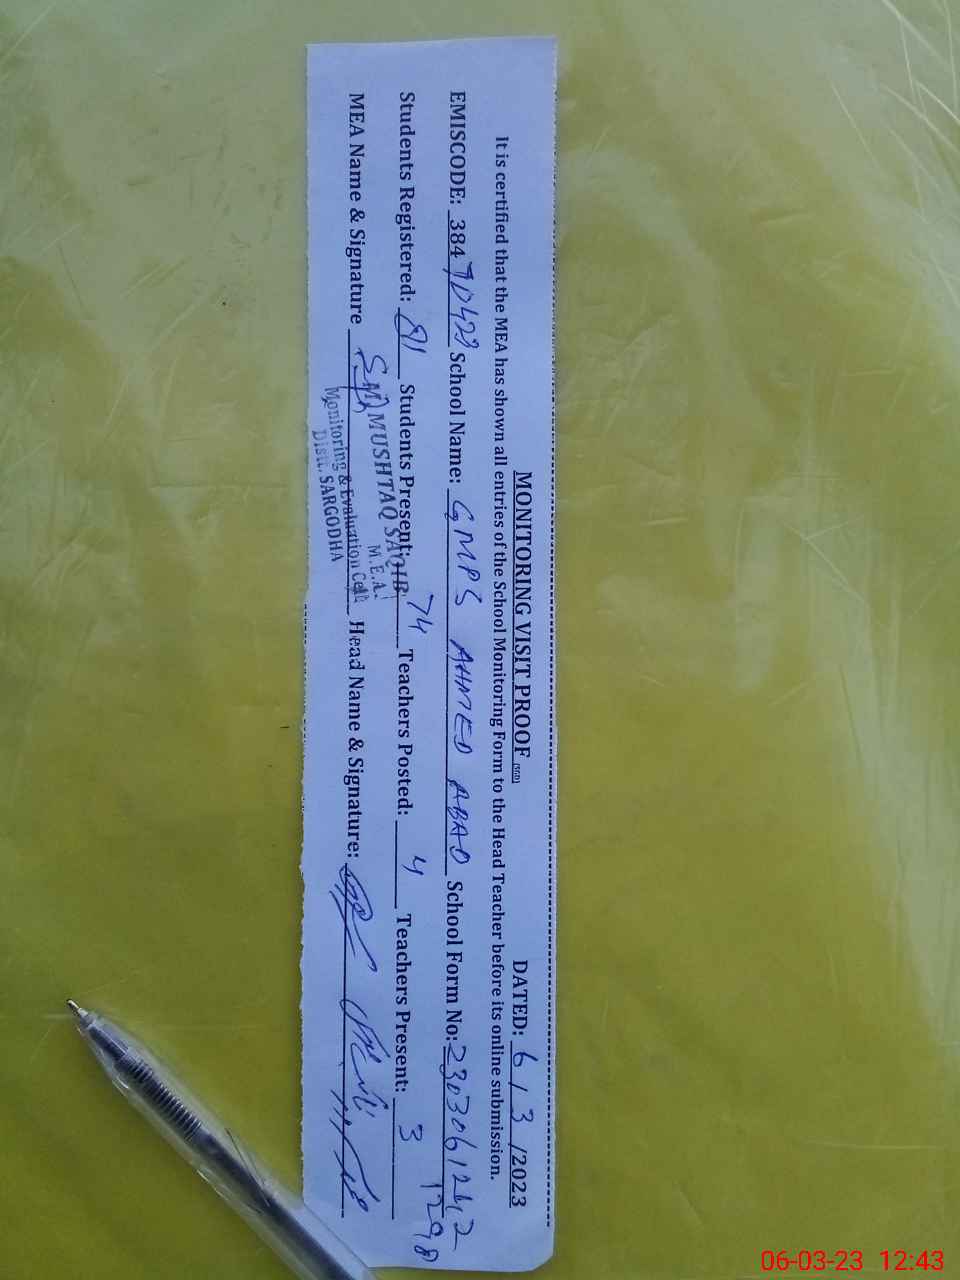 MONITORING VISIT PROOF (SGD) DATED: 6 / 3 /2023
It is certified that the MEA has shown all entries of the School Monitoring Form to the Head Teacher before its online submission.
EMISCODE: 384 School Name: GMPS AHMED ABAD School Form No:
1298
Students Registered: 81 Students Present: 74 Teachers Posted: 4 Teachers Present: 3
MEA Name & Signature Head Name & Signature:
MUSHTAQ SAQIB
M.E.A.
Monitoring & Evaluation Cell
Distt. SARGODHA
06-03-23 12:43